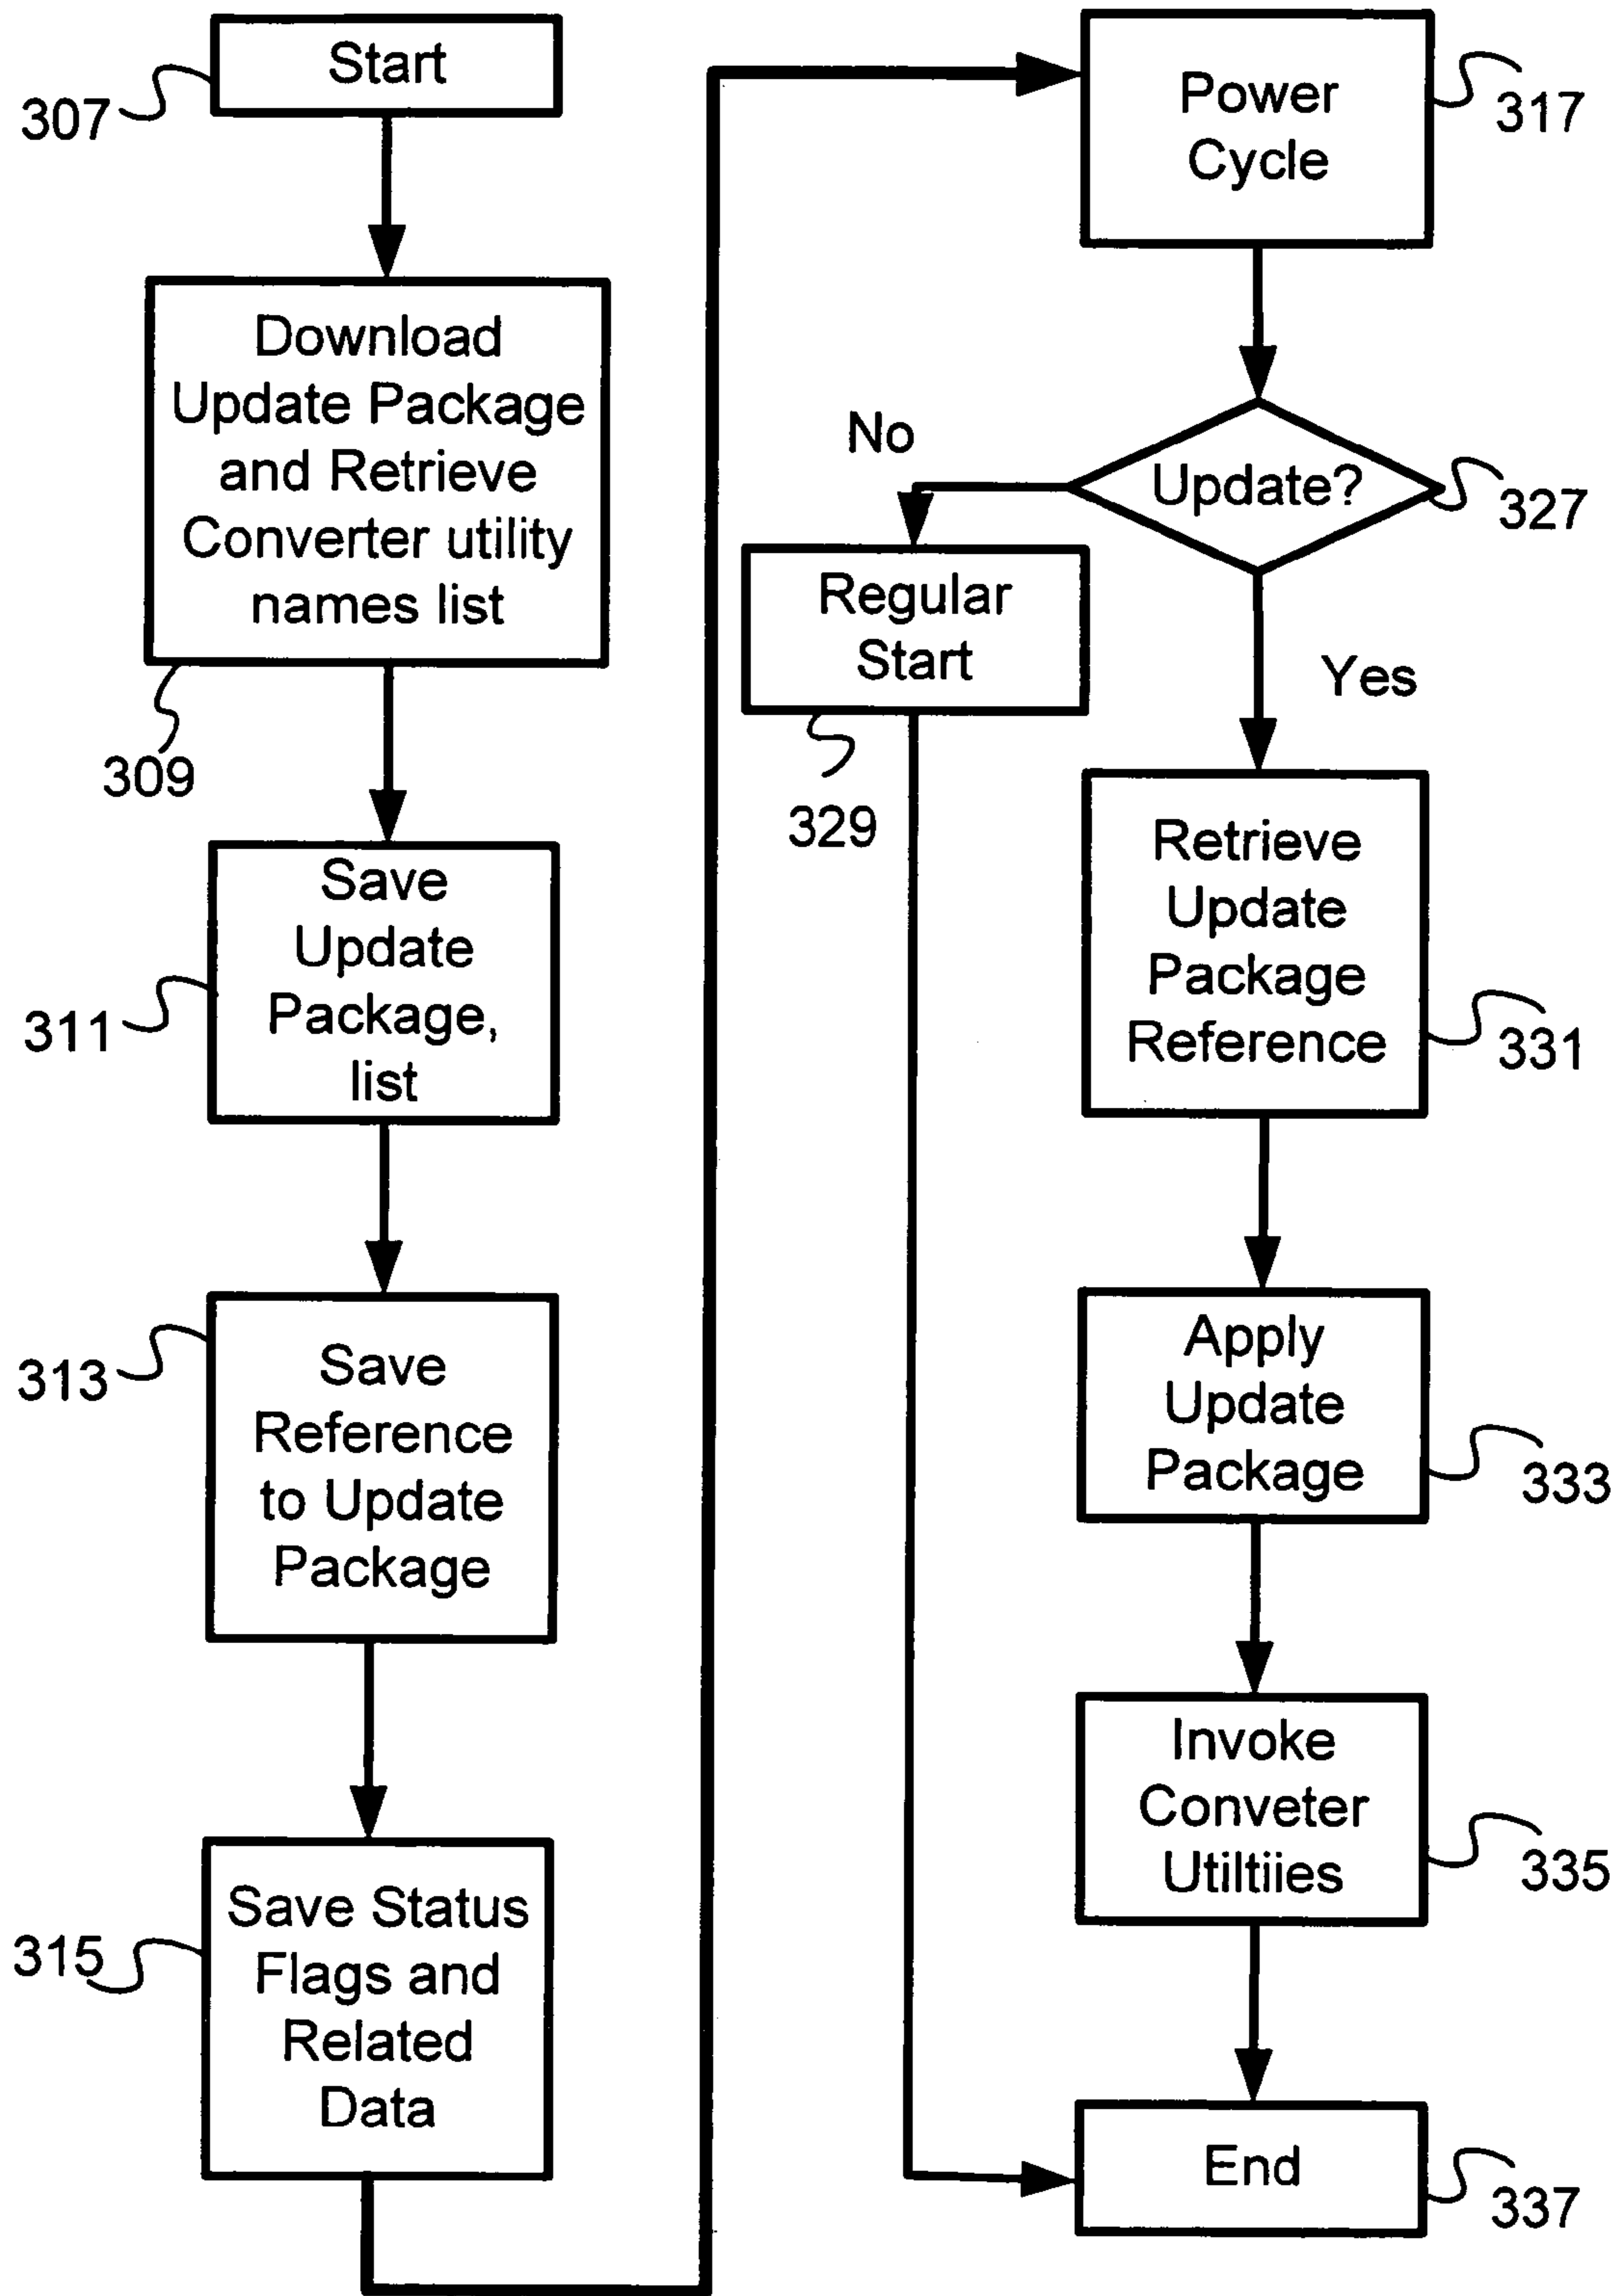 Start
307
Download
Update Package
and Retrieve
Converter utility
names list
309
Save
Update
Package,
list
311
Save
Reference
to Update
Package
313
Save Status
Flags and
Related
Data
315
Power
Cycle
317
Update?
327
No
Yes
Regular
Start
329
Retrieve
Update
Package
Reference
331
Apply
Update
Package
333
Invoke
Conveter
Utiltiies
335
End
337